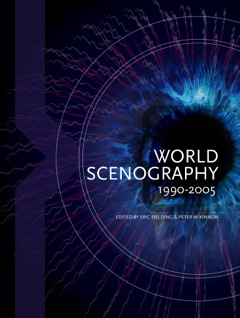 WORLD
SCENOGRAPHY
1990-2005
EDITED BY ERIC FIELDING & PETER McKINNON